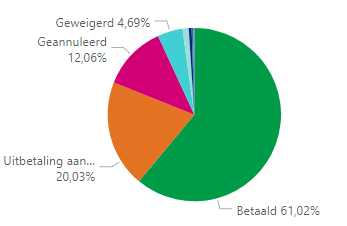 Geweigerd 4,69%
Geannuleerd
12,06%
Uitbetaling aan...
20,03%
Betaald 61,02%